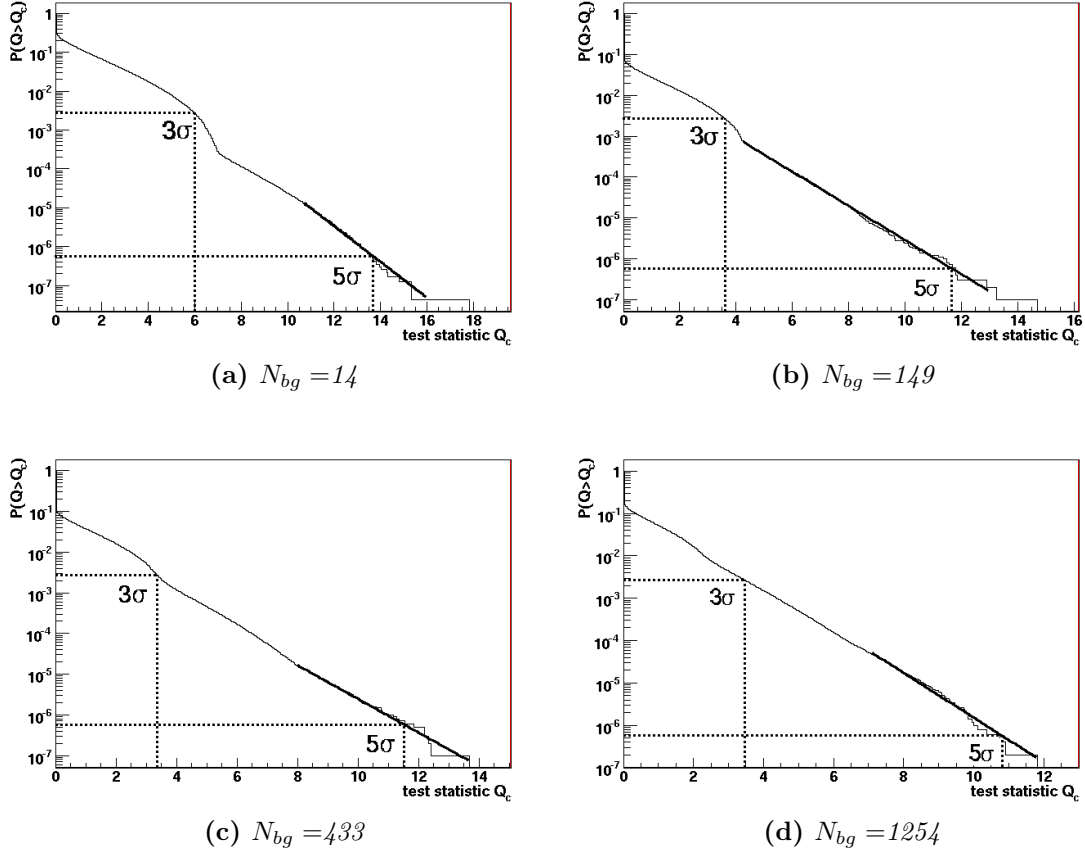 P(Q>Q_c)
1
10^-1
10^-2
10^-3
10^-4
10^-5
10^-6
10^-7
3σ
5σ
0 2 4 6 8 10 12 14 16 18
test statistic Q_c
(a) N_bg =14
P(Q>Q_c)
1
10^-1
10^-2
10^-3
10^-4
10^-5
10^-6
10^-7
3σ
5σ
0 2 4 6 8 10 12 14 16
test statistic Q_c
(b) N_bg =149
P(Q>Q_c)
1
10^-1
10^-2
10^-3
10^-4
10^-5
10^-6
10^-7
3σ
5σ
0 2 4 6 8 10 12 14
test statistic Q_c
(c) N_bg =433
P(Q>Q_c)
1
10^-1
10^-2
10^-3
10^-4
10^-5
10^-6
10^-7
3σ
5σ
0 2 4 6 8 10 12
test statistic Q_c
(d) N_bg =1254